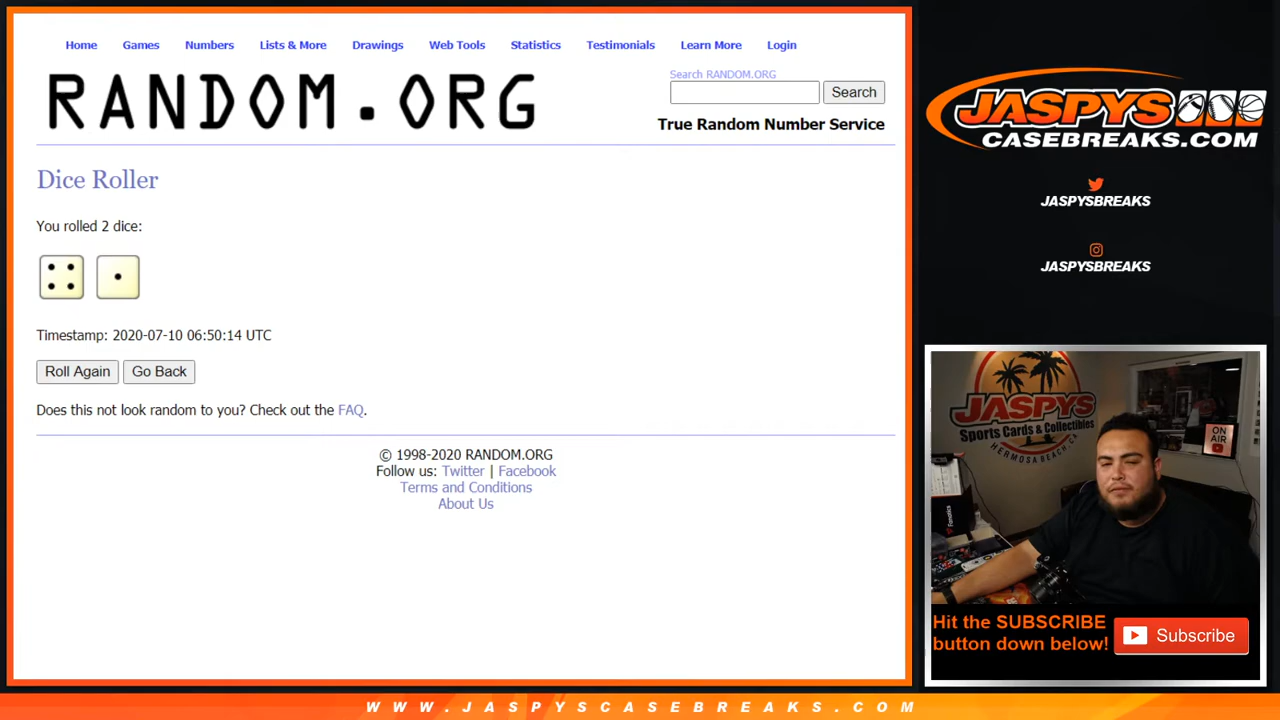 Home Games Numbers Lists & More Drawings Web Tools Statistics Testimonials Learn More Login
RANDOM.ORG
Search RANDOM.ORG
Search
True Random Number Service
Dice Roller
You rolled 2 dice:
Timestamp: 2020-07-10 06:50:14 UTC
Roll Again Go Back
Does this not look random to you? Check out the FAQ.
© 1998-2020 RANDOM.ORG
Follow us: Twitter | Facebook
Terms and Conditions
About Us
JASPYS
CASEBREAKS.COM
JASPYSBREAKS
JASPYSBREAKS
JASPYS
Sports Cards & Collectibles
HERMOSA BEACH, CA
ON AIR
Fanatics
Hit the SUBSCRIBE
button down below!
Subscribe
WWW.JASPYSCASEBREAKS.COM